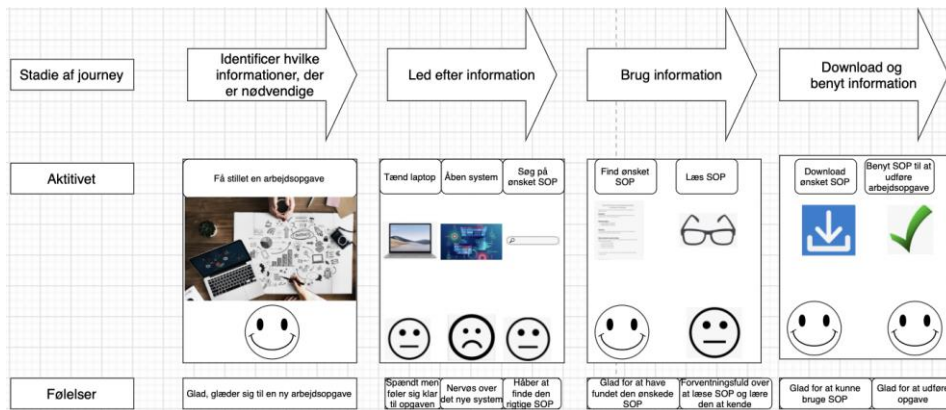 Stadie af journey
Identificer hvilke
informationer, der
er nødvendige
Led efter information
Brug information
Download og
benyt information
Aktitivet
Få stillet en arbejdsopgave
Tænd laptop
Åben system
Søg på
ønsket SOP
Find ønsket
SOP
Læs SOP
Download
ønsket SOP
Benyt SOP til at
udføre
arbejdsopgave
Følelser
Glad, glæder sig til en ny arbejdsopgave
Spændt men
føler sig klar
til opgaven
Nervøs over
det nye system
Håber at
finde den
rigtige SOP
Glad for at have
fundet den ønskede
SOP
Forventningsfuld over
at læse SOP og lære
den at kende
Glad for at kunne
bruge SOP
Glad for at udføre
opgave